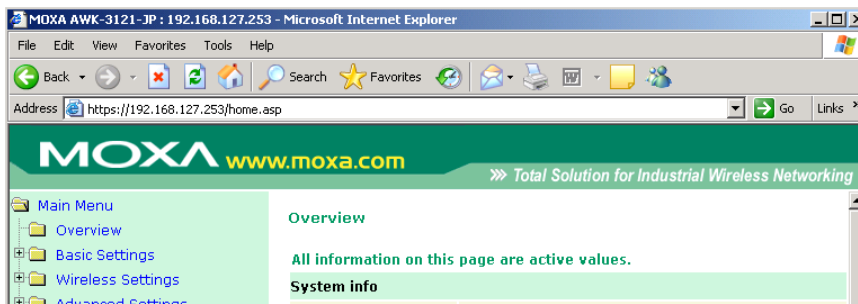 MOXA AWK-3121-JP : 192.168.127.253 - Microsoft Internet Explorer
File Edit View Favorites Tools Help
Back Search Favorites
Address https://192.168.127.253/home.asp Go Links »
MOXA www.moxa.com
»» Total Solution for Industrial Wireless Networking
Main Menu
Overview
Basic Settings
Wireless Settings
Advanced Settings
Overview
All information on this page are active values.
System info